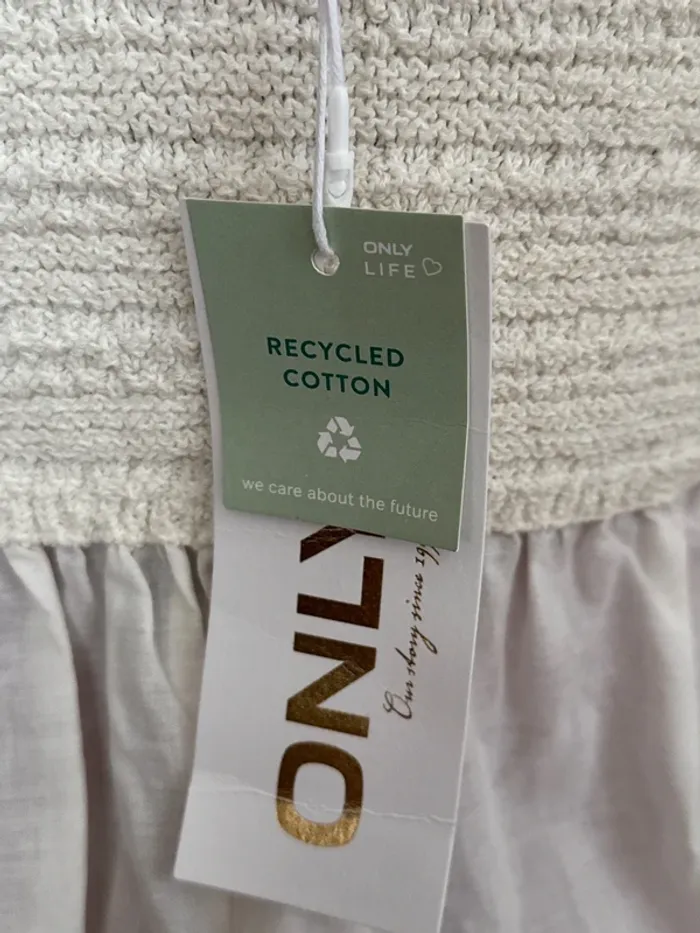 ONLY
LIFE
RECYCLED
COTTON
we care about the future
ONLY
Our story since